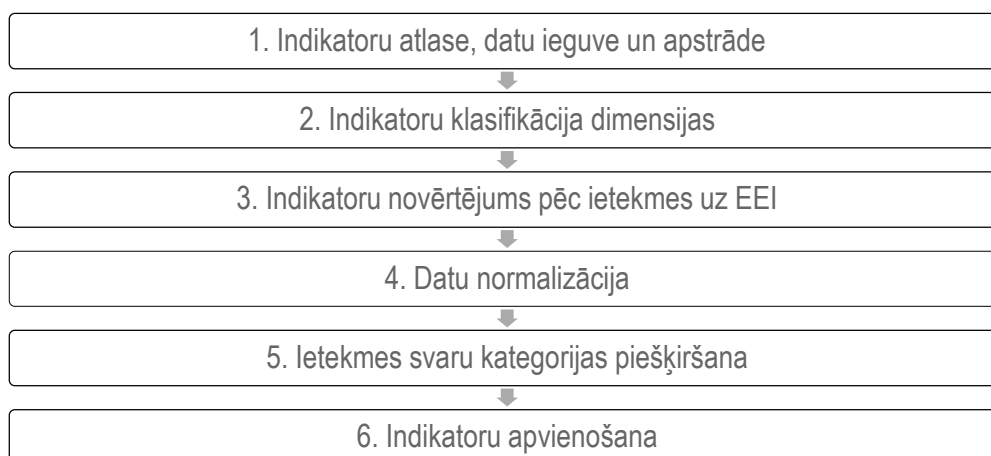 1. Indikatoru atlase, datu ieguve un apstrāde
2. Indikatoru klasifikācija dimensijas
3. Indikatoru novērtējums pēc ietekmes uz EEI
4. Datu normalizācija
5. Ietekmes svaru kategorijas piešķiršana
6. Indikatoru apvienošana